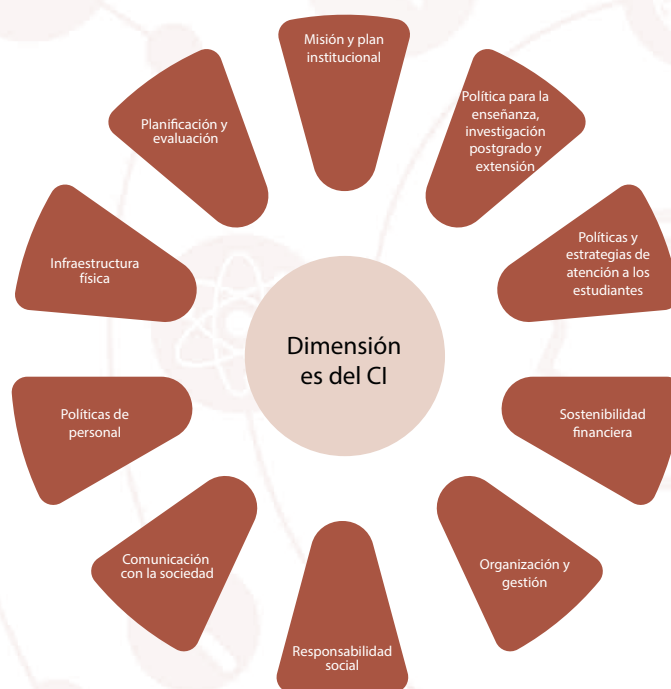 Misión y plan
institucional
Política para la
enseñanza,
investigación
postgrado y
extensión
Políticas y
estrategias de
atención a los
estudiantes
Sostenibilidad
financiera
Organización y
gestión
Responsabilidad
social
Comunicación
con la sociedad
Políticas de
personal
Infraestructura
física
Planificación y
evaluación
Dimensión
es del CI